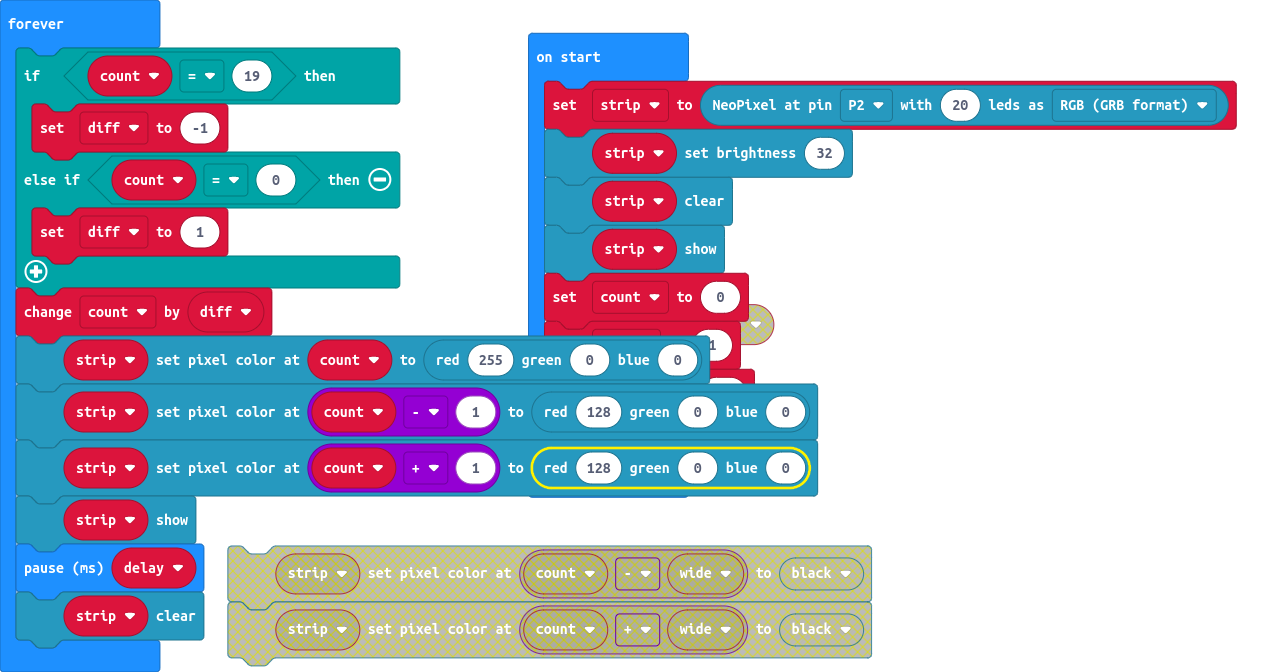 forever
if count = 19 then
set diff to -1
else if count = 0 then
set diff to 1
change count by diff
strip set pixel color at count to red 255 green 0 blue 0
strip set pixel color at count - 1 to red 128 green 0 blue 0
strip set pixel color at count + 1 to red 128 green 0 blue 0
strip show
pause (ms) delay
strip clear
on start
set strip to NeoPixel at pin P2 with 20 leds as RGB (GRB format)
strip set brightness 32
strip clear
strip show
set count to 0
1
strip set pixel color at count - wide to black
strip set pixel color at count + wide to black